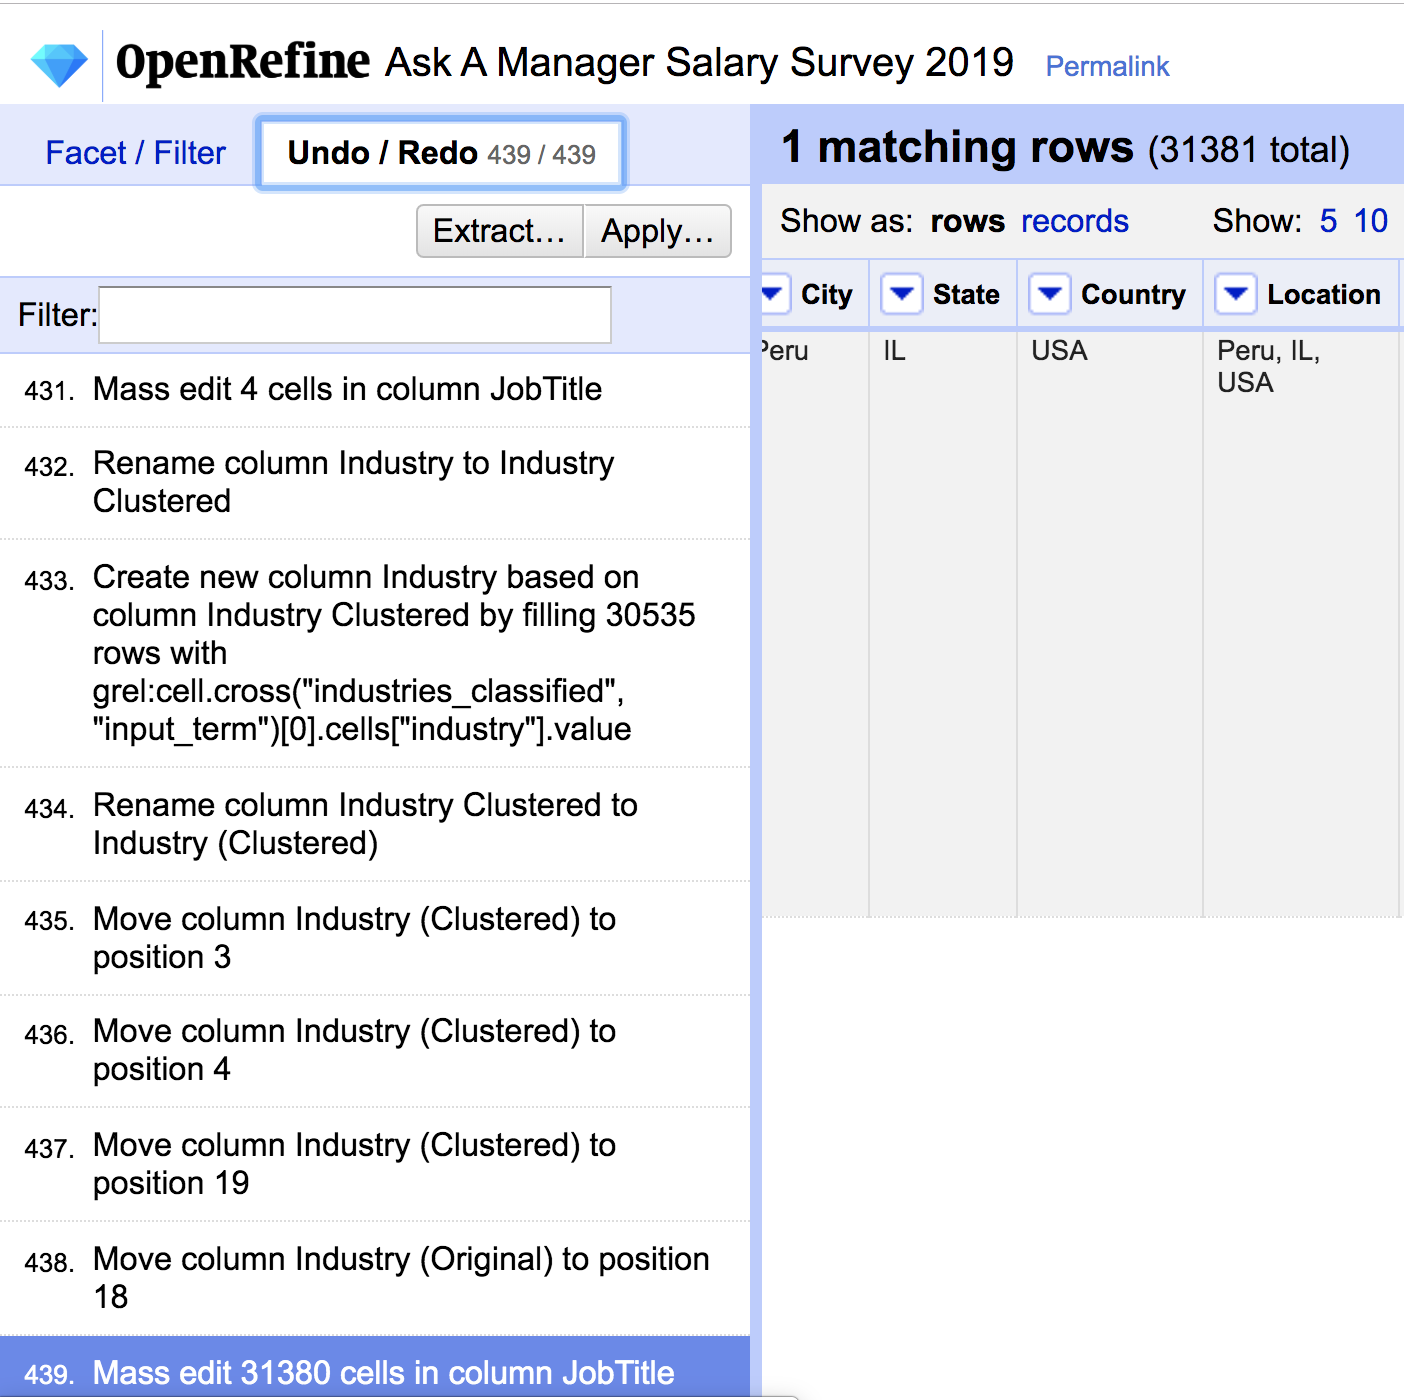 OpenRefine Ask A Manager Salary Survey 2019 Permalink
Facet / Filter Undo / Redo 439 / 439
Extract... Apply...
Filter:
431. Mass edit 4 cells in column JobTitle
432. Rename column Industry to Industry
Clustered
433. Create new column Industry based on
column Industry Clustered by filling 30535
rows with
grel:cell.cross("industries_classified",
"input_term")[0].cells["industry"].value
434. Rename column Industry Clustered to
Industry (Clustered)
435. Move column Industry (Clustered) to
position 3
436. Move column Industry (Clustered) to
position 4
437. Move column Industry (Clustered) to
position 19
438. Move column Industry (Original) to position
18
439. Mass edit 31380 cells in column JobTitle
1 matching rows (31381 total)
Show as: rows records Show: 5 10
City State Country Location
Peru IL USA Peru, IL,
USA